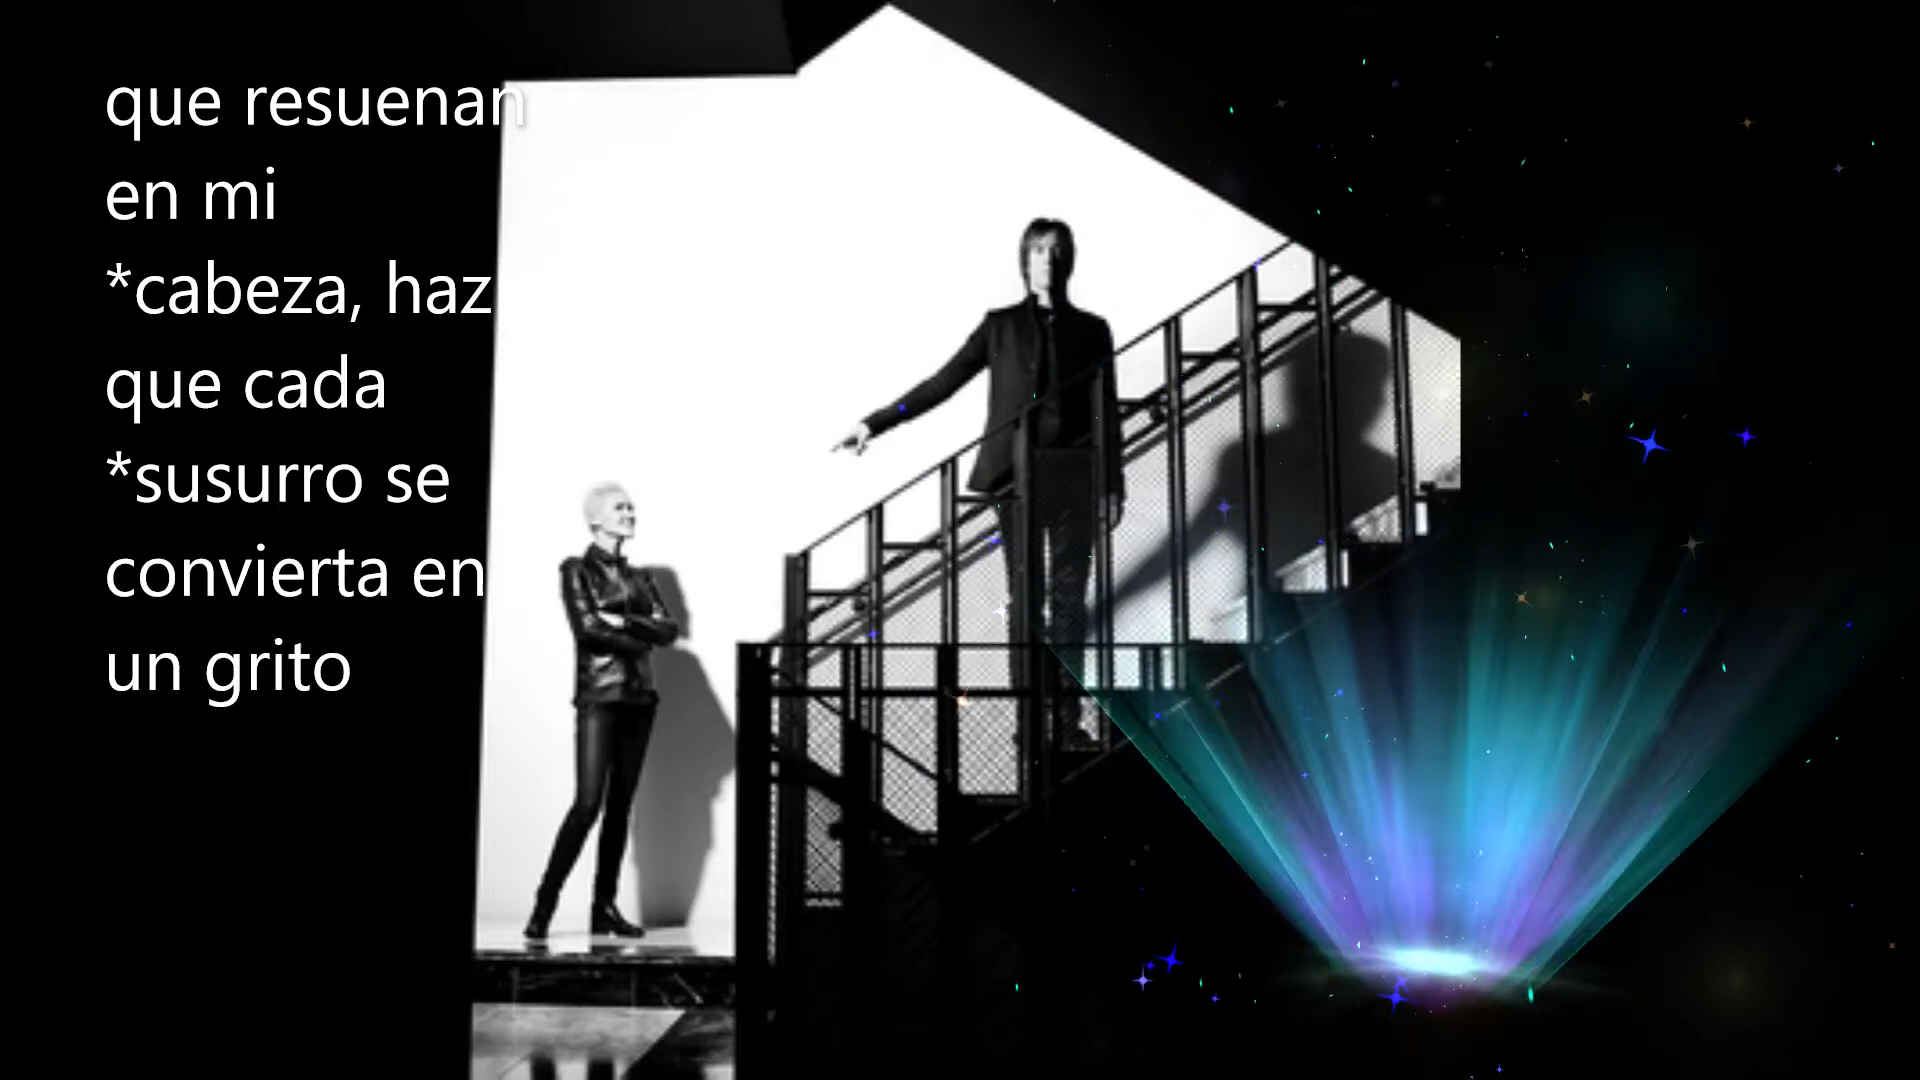 que resuenan
en mi
*cabeza, haz
que cada
*susurro se
convierta en
un grito